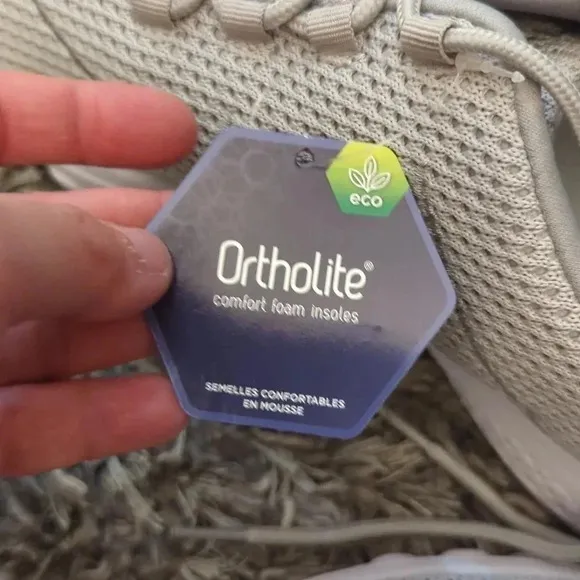 eco
Ortholite®
comfort foam insoles
SEMELLES CONFORTABLES
EN MOUSSE